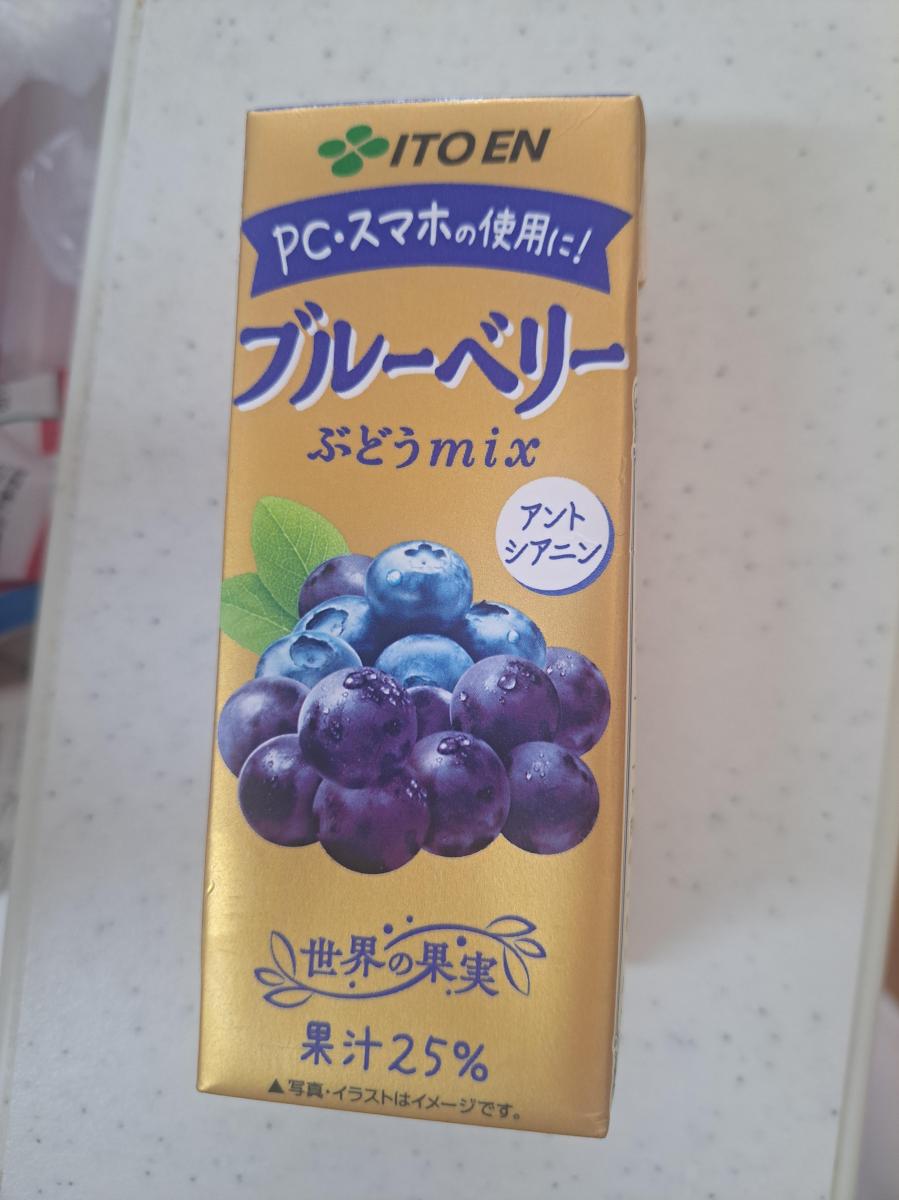 ITO EN
PC・スマホの使用に!
ブルーベリー
ぶどうmix
アント
シアニン
世界の果実
果汁25%
▲写真・イラストはイメージです。